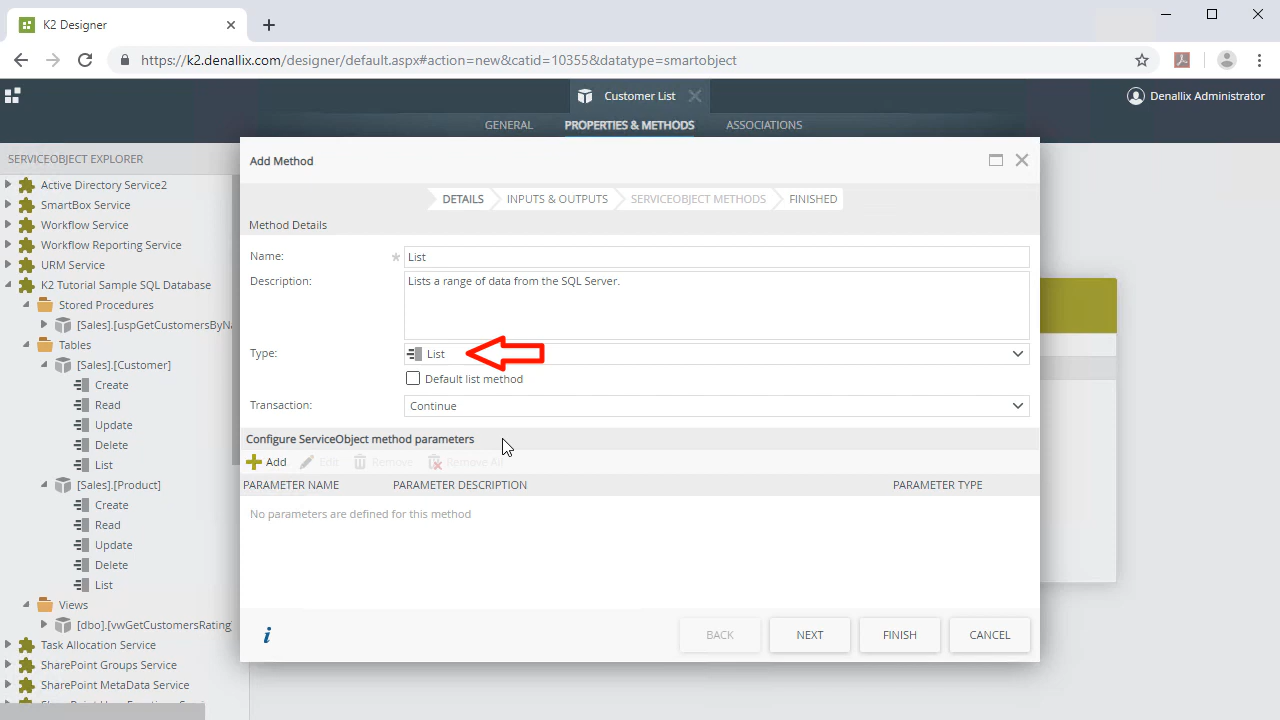 K2 Designer
https://k2.denallix.com/designer/default.aspx#action=new&catid=10355&datatype=smartobject
Customer List
Denallix Administrator
GENERAL
PROPERTIES & METHODS
ASSOCIATIONS
SERVICEOBJECT EXPLORER
Active Directory Service2
SmartBox Service
Workflow Service
Workflow Reporting Service
URM Service
K2 Tutorial Sample SQL Database
Stored Procedures
[Sales].[uspGetCustomersByNa
Tables
[Sales].[Customer]
Create
Read
Update
Delete
List
[Sales].[Product]
Create
Read
Update
Delete
List
Views
[dbo].[vwGetCustomersRating]
Task Allocation Service
SharePoint Groups Service
SharePoint MetaData Service
Add Method
DETAILS
INPUTS & OUTPUTS
SERVICEOBJECT METHODS
FINISHED
Method Details
Name:
* List
Description:
Lists a range of data from the SQL Server.
Type:
List
Default list method
Transaction:
Continue
Configure ServiceObject method parameters
Add
Edit
Remove
Remove All
PARAMETER NAME
PARAMETER DESCRIPTION
PARAMETER TYPE
No parameters are defined for this method
i
BACK
NEXT
FINISH
CANCEL